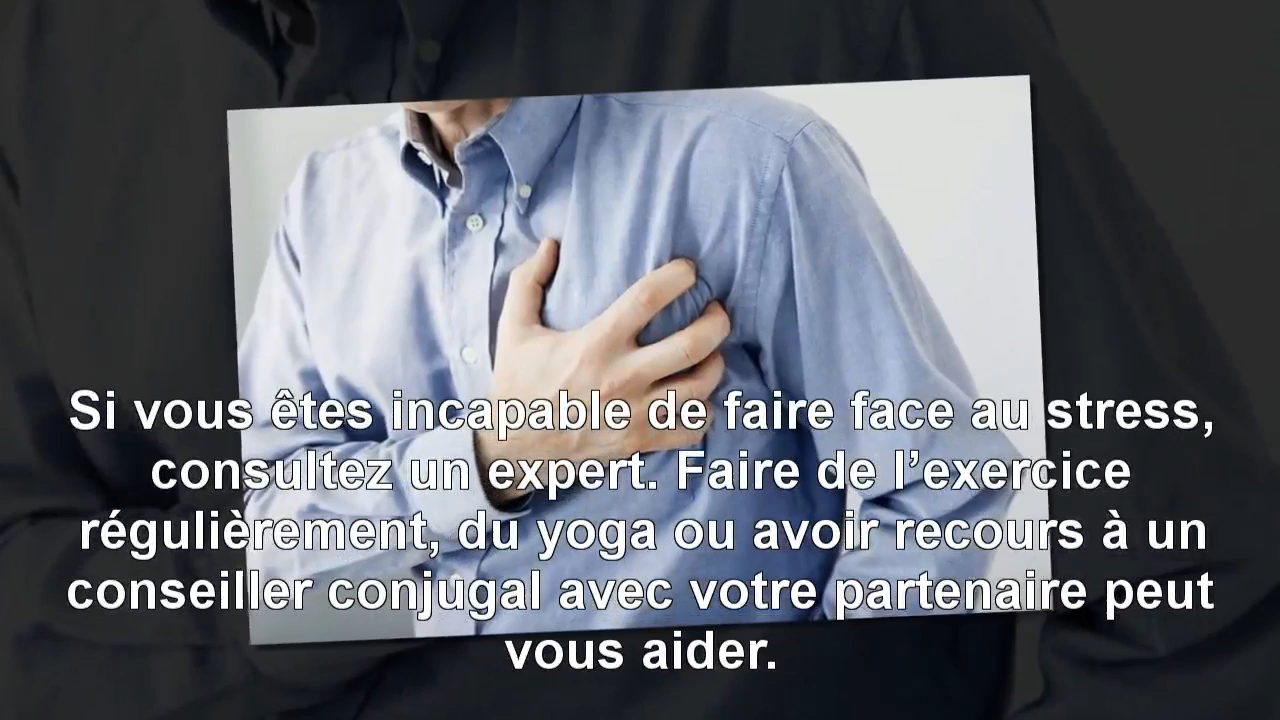 Si vous êtes incapable de faire face au stress,
consultez un expert. Faire de l’exercice
régulièrement, du yoga ou avoir recours à un
conseiller conjugal avec votre partenaire peut
vous aider.